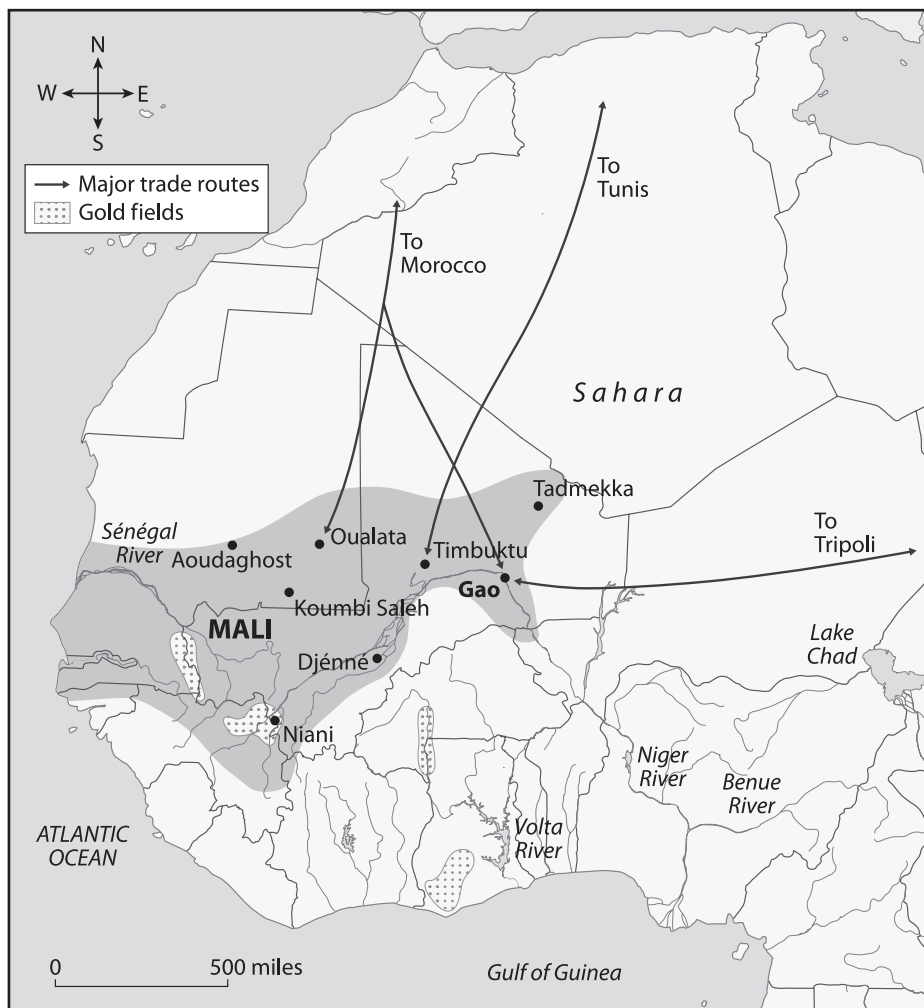 N
W
E
S
Major trade routes
Gold fields
To
Tunis
To
Morocco
Sahara
Tadmekka
Sénégal
River
Aoudaghost
Oualata
Timbuktu
To
Tripoli
Gao
Koumbi Saleh
MALI
Djénné
Lake
Chad
Niani
Niger
River
Benue
River
Volta
River
ATLANTIC
OCEAN
0
500 miles
Gulf of Guinea